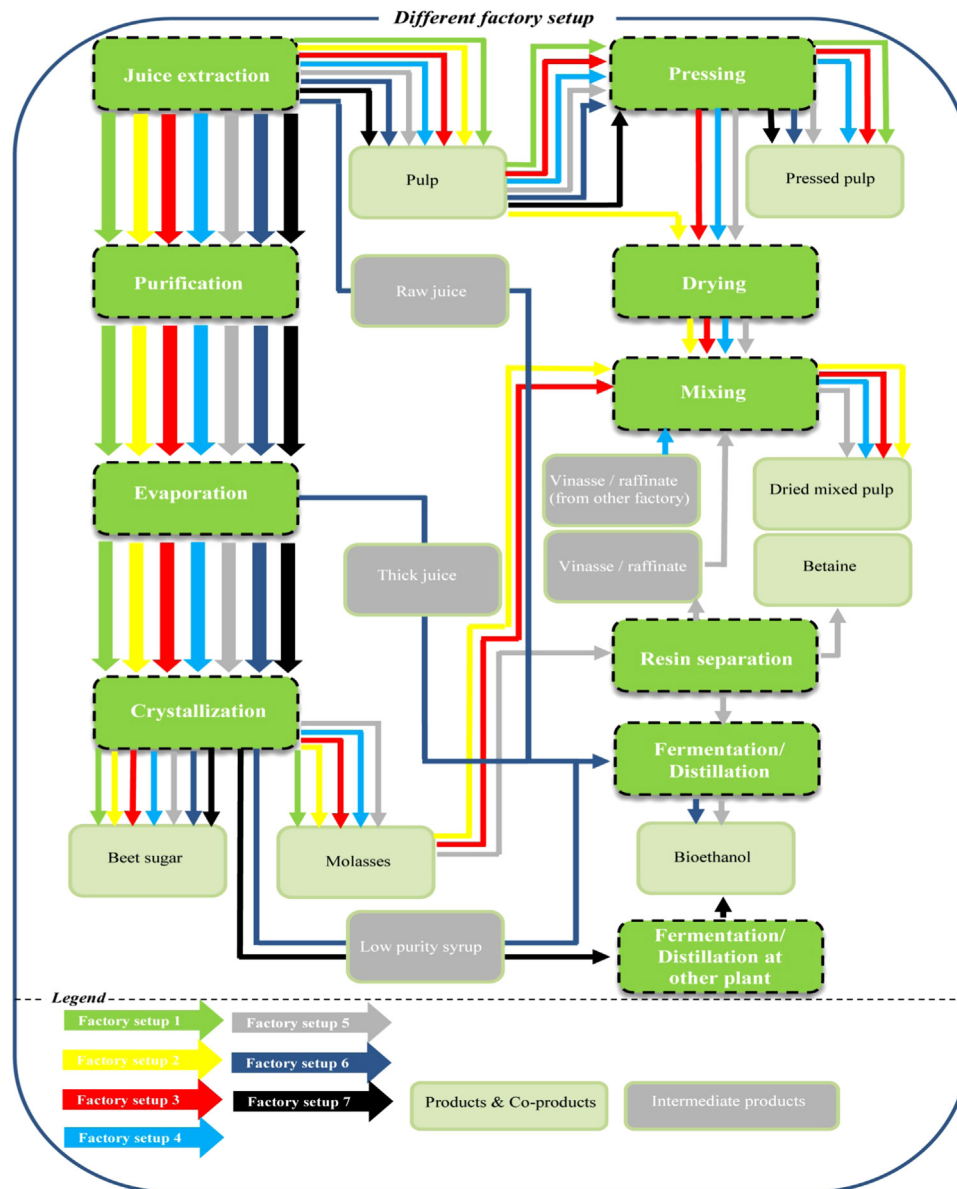 Different factory setup
Juice extraction
Pressing
Pulp
Pressed pulp
Purification
Raw juice
Drying
Mixing
Evaporation
Vinasse / raffinate
(from other factory)
Dried mixed pulp
Thick juice
Vinasse / raffinate
Betaine
Resin separation
Crystallization
Fermentation/
Distillation
Beet sugar
Molasses
Bioethanol
Low purity syrup
Fermentation/
Distillation at
other plant
Legend
Factory setup 1
Factory setup 5
Factory setup 2
Factory setup 6
Factory setup 3
Factory setup 7
Products & Co-products
Intermediate products
Factory setup 4